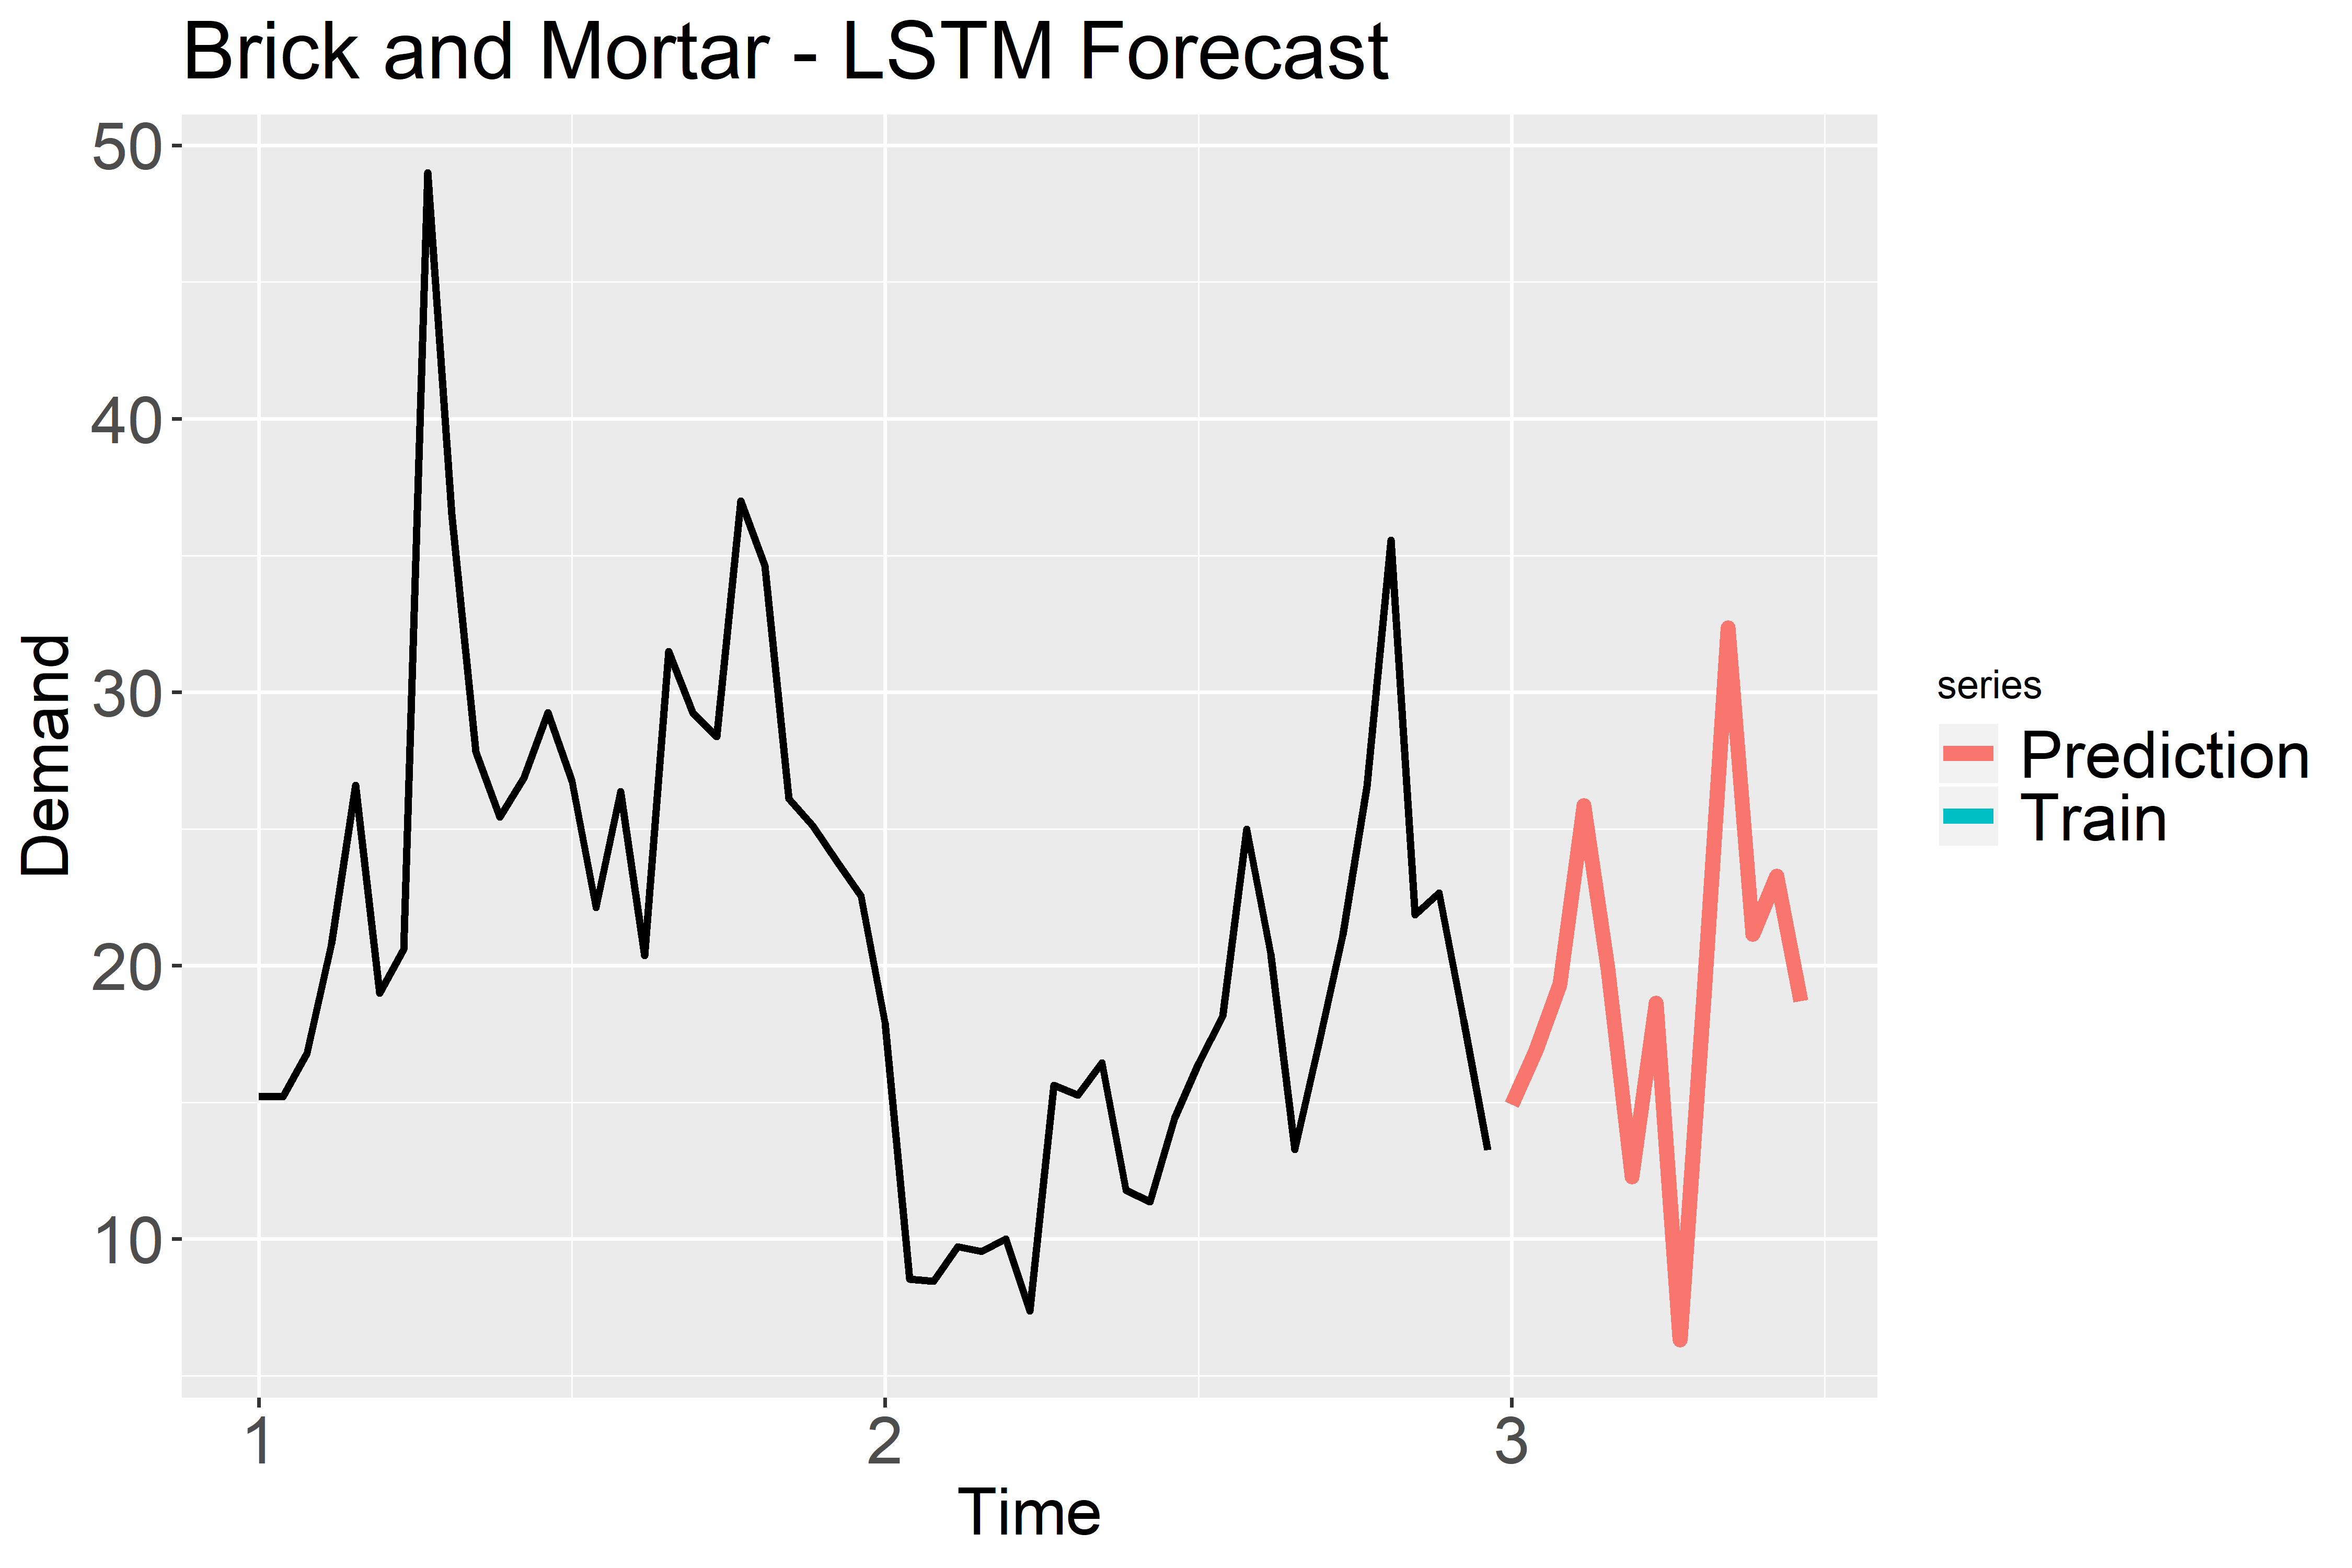 Brick and Mortar - LSTM Forecast
50
40
30
20
10
Demand
1
2
3
Time
series
Prediction
Train